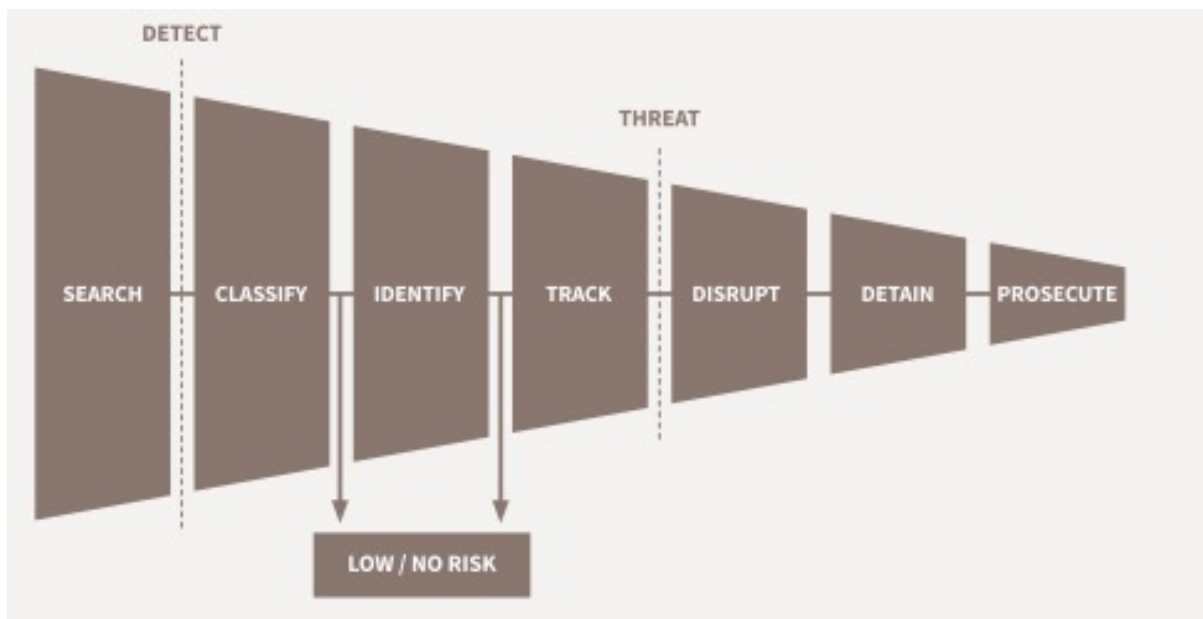 DETECT
THREAT
SEARCH
CLASSIFY
IDENTIFY
TRACK
DISRUPT
DETAIN
PROSECUTE
LOW / NO RISK